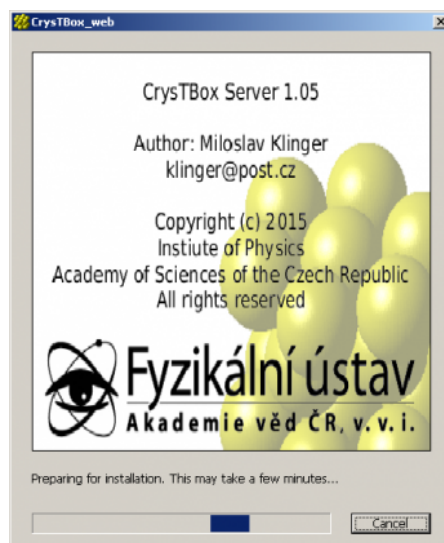 CrysTBox_web
CrysTBox Server 1.05
Author: Miloslav Klinger
klinger@post.cz
Copyright (c) 2015
Instiute of Physics
Academy of Sciences of the Czech Republic
All rights reserved
Fyzikální ústav
Akademie věd ČR, v. v. i.
Preparing for installation. This may take a few minutes...
Cancel